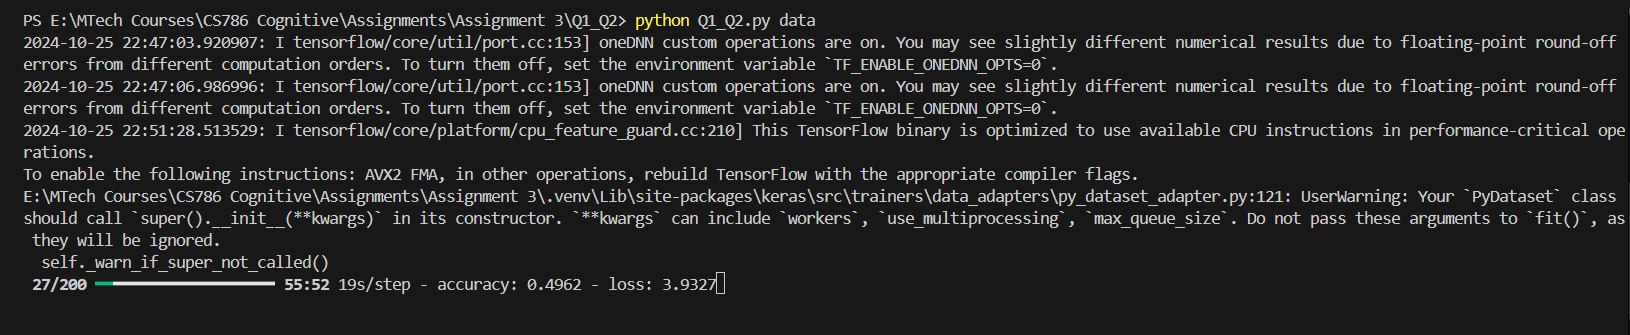 PS E:\MTech Courses\CS786 Cognitive\Assignments\Assignment 3\Q1_Q2> python Q1_Q2.py data
2024-10-25 22:47:03.920907: I tensorflow/core/util/port.cc:153] oneDNN custom operations are on. You may see slightly different numerical results due to floating-point round-off
errors from different computation orders. To turn them off, set the environment variable `TF_ENABLE_ONEDNN_OPTS=0`.
2024-10-25 22:47:06.986996: I tensorflow/core/util/port.cc:153] oneDNN custom operations are on. You may see slightly different numerical results due to floating-point round-off
errors from different computation orders. To turn them off, set the environment variable `TF_ENABLE_ONEDNN_OPTS=0`.
2024-10-25 22:51:28.513529: I tensorflow/core/platform/cpu_feature_guard.cc:210] This TensorFlow binary is optimized to use available CPU instructions in performance-critical ope
rations.
To enable the following instructions: AVX2 FMA, in other operations, rebuild TensorFlow with the appropriate compiler flags.
E:\MTech Courses\CS786 Cognitive\Assignments\Assignment 3\.venv\Lib\site-packages\keras\src\trainers\data_adapters\py_dataset_adapter.py:121: UserWarning: Your `PyDataset` class
should call `super().__init__(**kwargs)` in its constructor. `**kwargs` can include `workers`, `use_multiprocessing`, `max_queue_size`. Do not pass these arguments to `fit()`, as
they will be ignored.
self._warn_if_super_not_called()
27/200 55:52 19s/step - accuracy: 0.4962 - loss: 3.9327